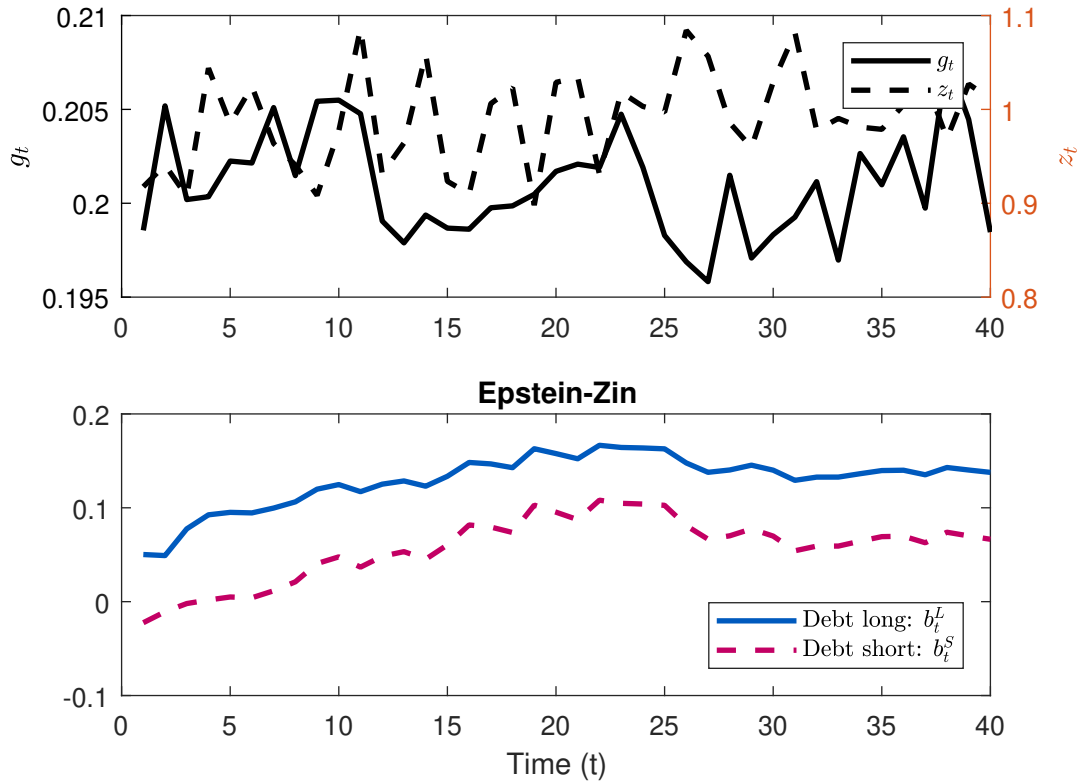 0.21
0.205
0.2
0.195
g_t
1.1
1
0.9
0.8
z_t
g_t
z_t
0 5 10 15 20 25 30 35 40
Epstein-Zin
0.2
0.1
0
-0.1
Debt long: b_t^L
Debt short: b_t^S
0 5 10 15 20 25 30 35 40
Time (t)